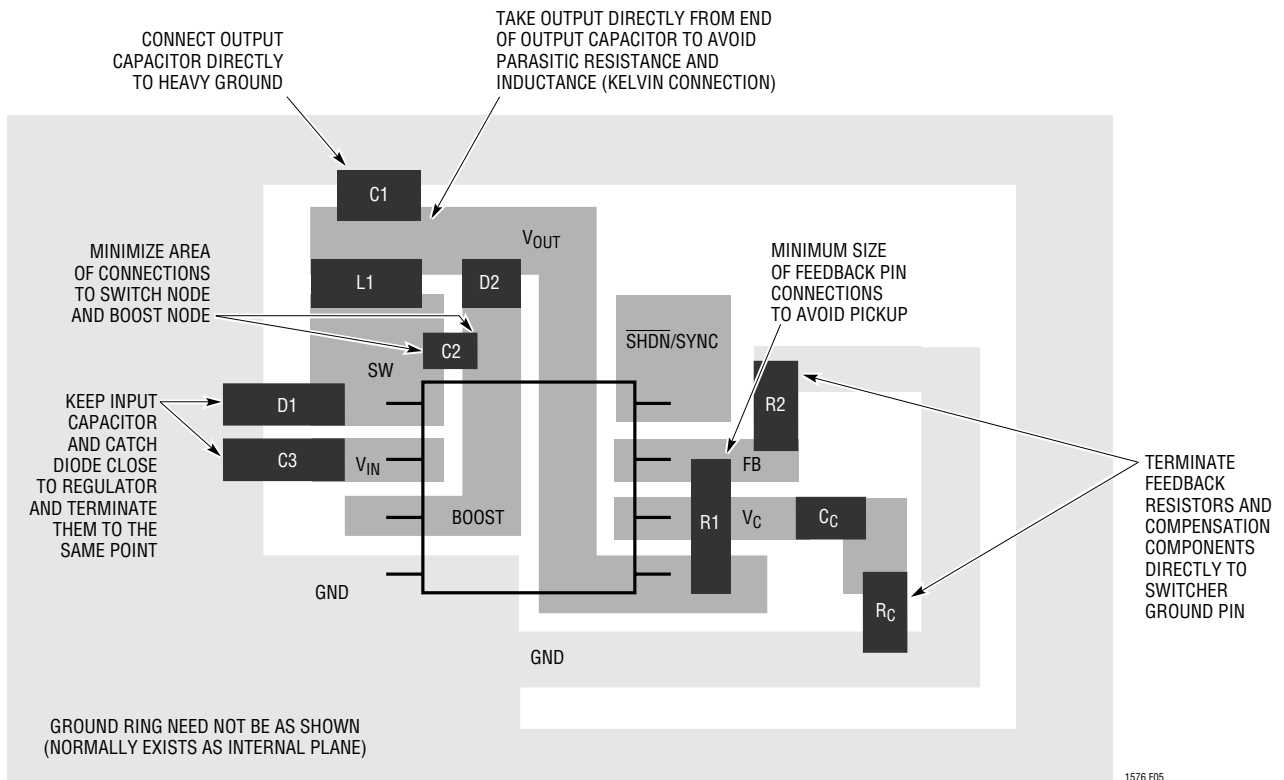 CONNECT OUTPUT
CAPACITOR DIRECTLY
TO HEAVY GROUND
TAKE OUTPUT DIRECTLY FROM END
OF OUTPUT CAPACITOR TO AVOID
PARASITIC RESISTANCE AND
INDUCTANCE (KELVIN CONNECTION)
C1
VOUT
MINIMIZE AREA
OF CONNECTIONS
TO SWITCH NODE
AND BOOST NODE
L1
D2
C2
SW
MINIMUM SIZE
OF FEEDBACK PIN
CONNECTIONS
TO AVOID PICKUP
SHDN/SYNC
KEEP INPUT
CAPACITOR
AND CATCH
DIODE CLOSE
TO REGULATOR
AND TERMINATE
THEM TO THE
SAME POINT
D1
C3
VIN
BOOST
GND
R2
FB
R1
VC
CC
RC
GND
TERMINATE
FEEDBACK
RESISTORS AND
COMPENSATION
COMPONENTS
DIRECTLY TO
SWITCHER
GROUND PIN
GROUND RING NEED NOT BE AS SHOWN
(NORMALLY EXISTS AS INTERNAL PLANE)
1576 F05